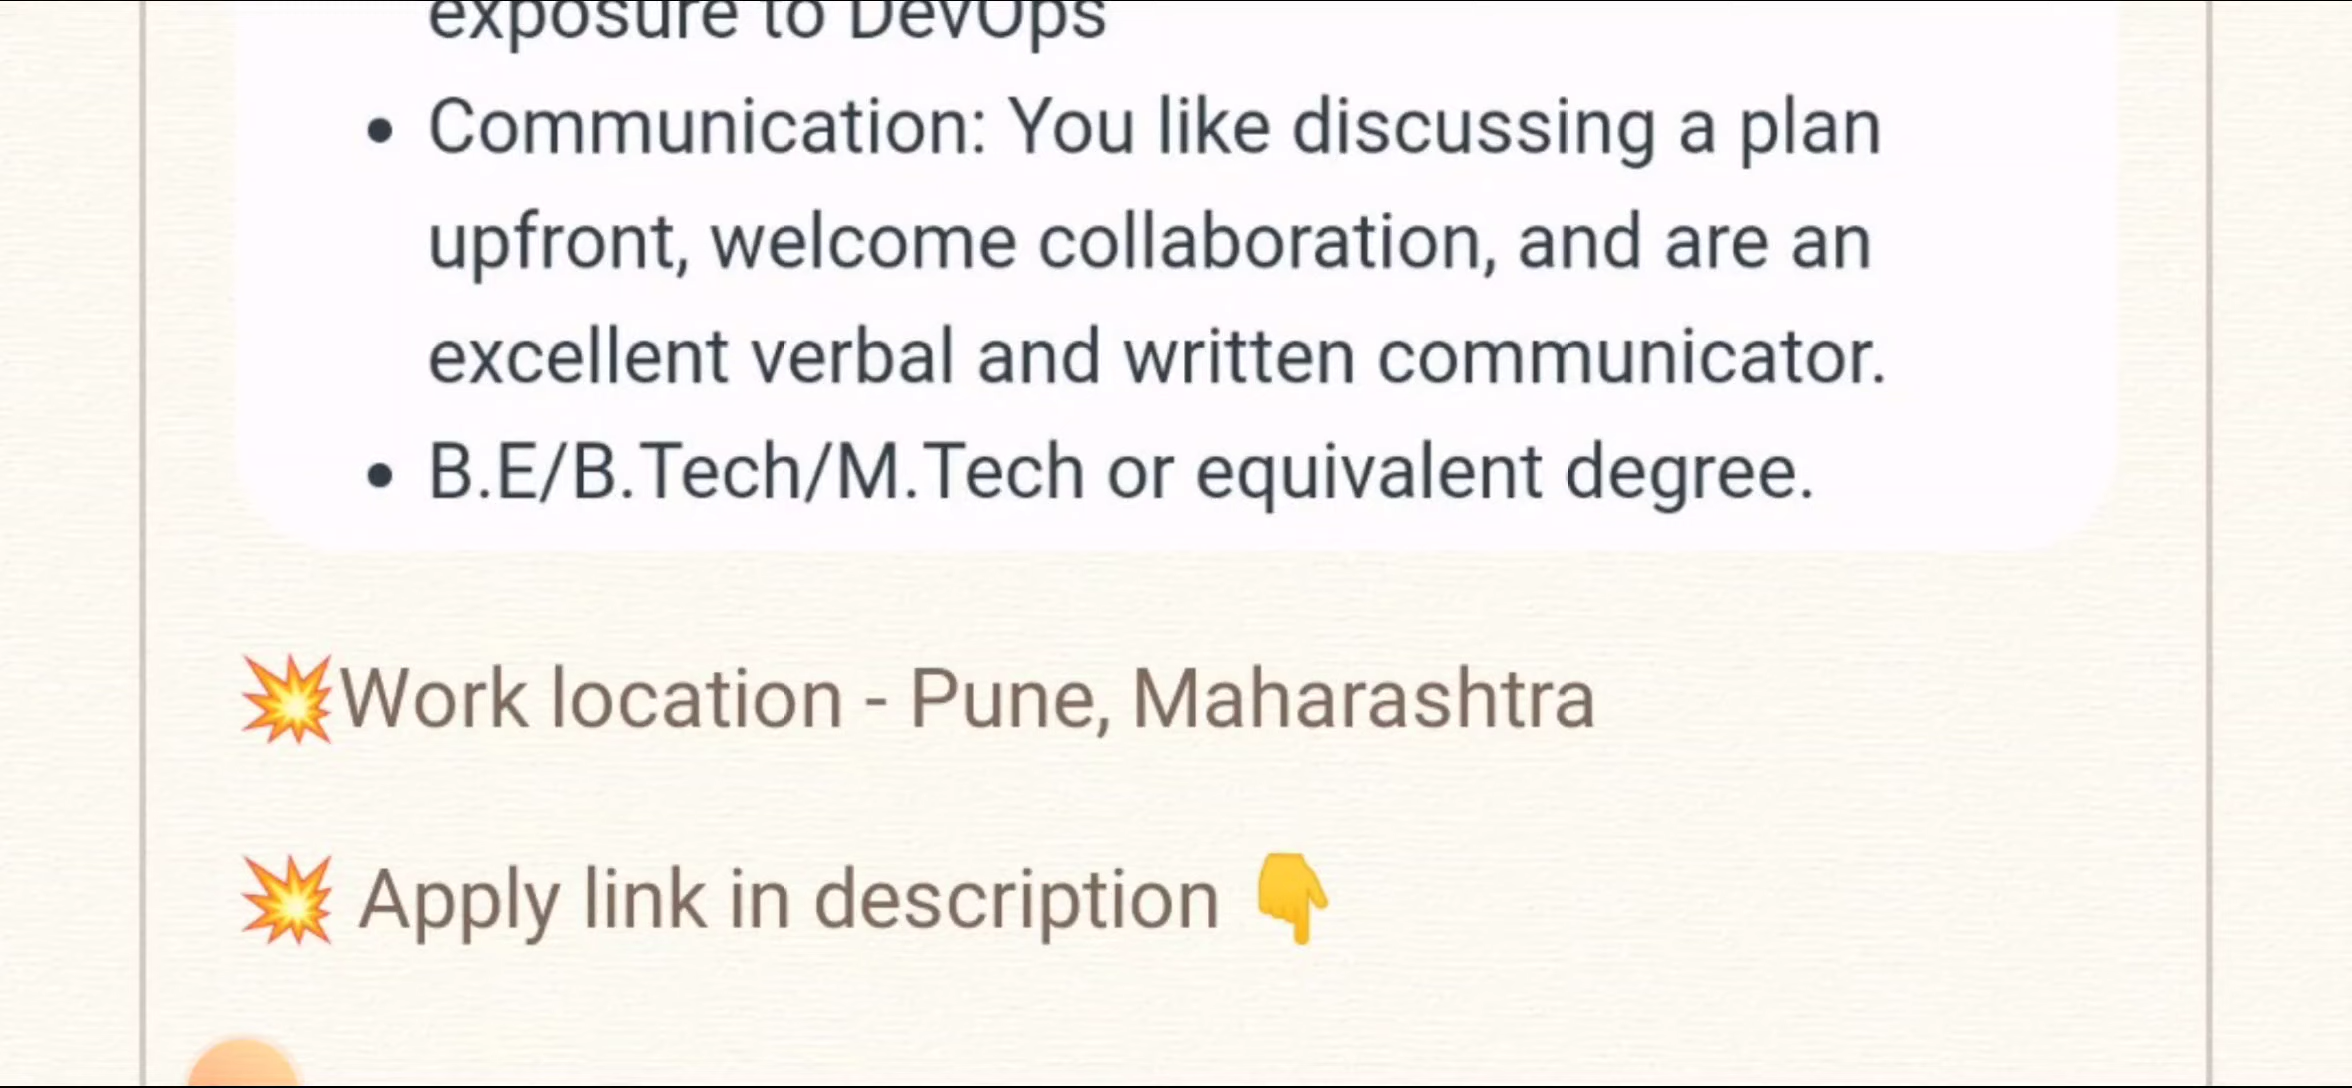 exposure to DevOps
• Communication: You like discussing a plan
upfront, welcome collaboration, and are an
excellent verbal and written communicator.
• B.E/B.Tech/M.Tech or equivalent degree.
💥Work location - Pune, Maharashtra
💥 Apply link in description 👇